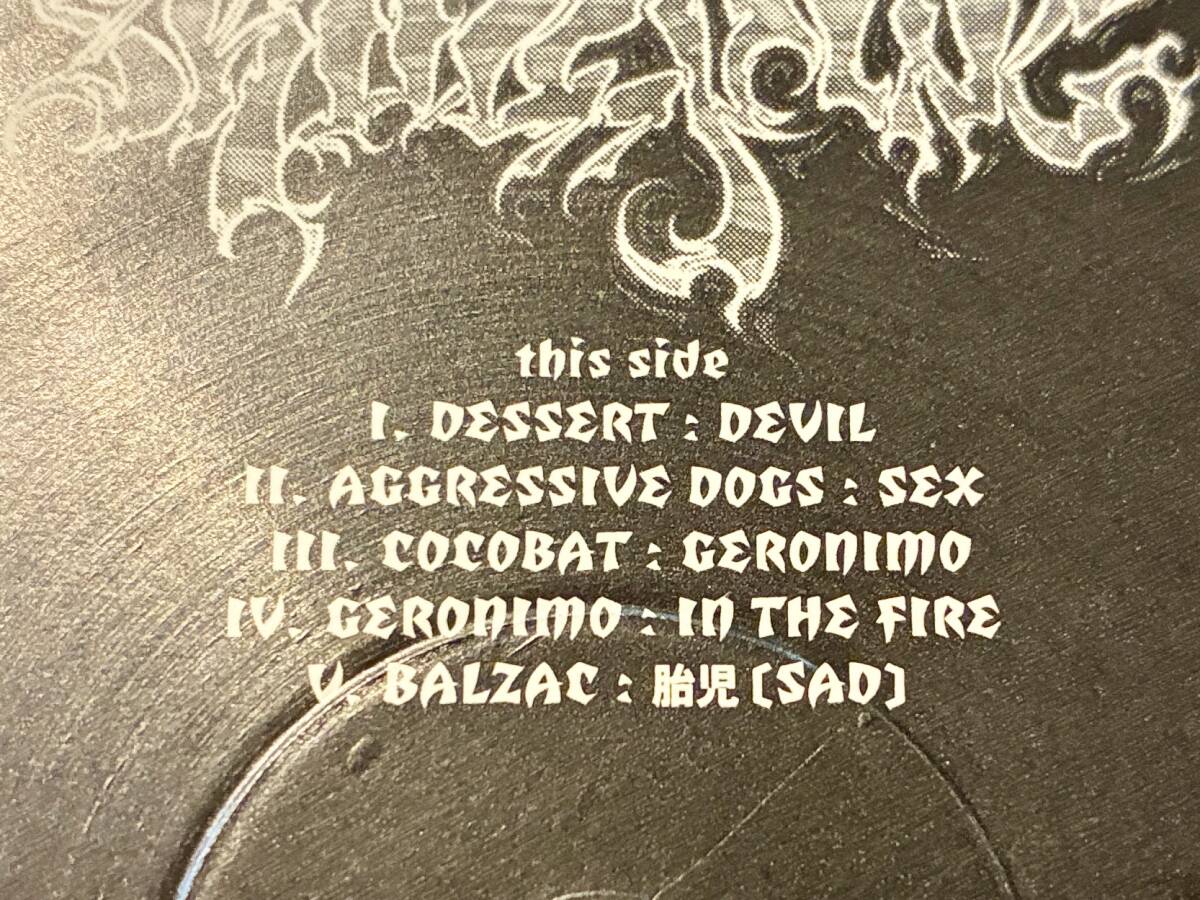 this side
I. DESSERT : DEVIL
II. AGGRESSIVE DOGS : SEX
III. COCOBAT : GERONIMO
IV. GERONIMO : IN THE FIRE
V. BALZAC : 胎児 [SAD]